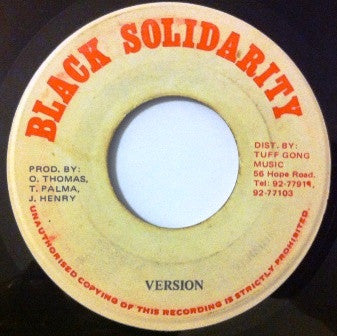 BLACK SOLIDARITY
PROD. BY:
O. THOMAS,
T. PALMA,
J. HENRY
DIST. BY:
TUFF GONG
MUSIC
56 Hope Road.
Tel: 92-77914,
92-77103
VERSION
UNAUTHORISED COPYING OF THIS RECORDING IS STRICTLY PROHIBITED.